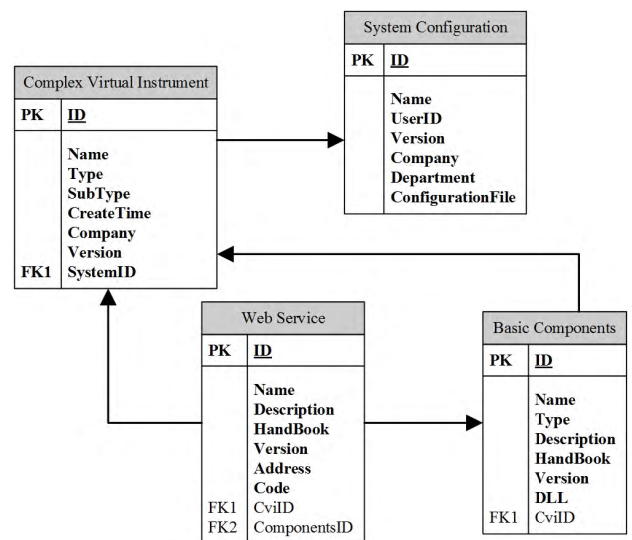 System Configuration
PK ID
Name
UserID
Version
Company
Department
ConfigurationFile
Complex Virtual Instrument
PK ID
Name
Type
SubType
CreateTime
Company
Version
FK1 SystemID
Web Service
PK ID
Name
Description
HandBook
Version
Address
Code
FK1 CviID
FK2 ComponentsID
Basic Components
PK ID
Name
Type
Description
HandBook
Version
DLL
FK1 CviID